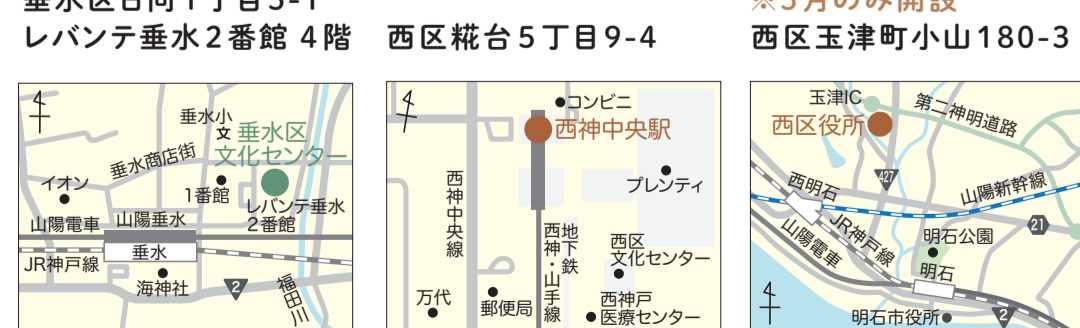 垂水区日向1丁目5-1
レバンテ垂水2番館 4階
垂水小
文
垂水区
文化センター
垂水商店街
イオン
1番館
レバンテ垂水
2番館
山陽電車
山陽垂水
垂水
JR神戸線
海神社
2
福田川
西区糀台5丁目9-4
コンビニ
西神中央駅
プレンティ
西神中央線
地下鉄
西神・山手線
西区
文化センター
万代
郵便局
西神戸
医療センター
※3月のみ開設
西区玉津町小山180-3
玉津IC
第二神明道路
西区役所
427
西明石
山陽新幹線
21
JR神戸線
山陽電車
明石公園
明石
明石市役所
2